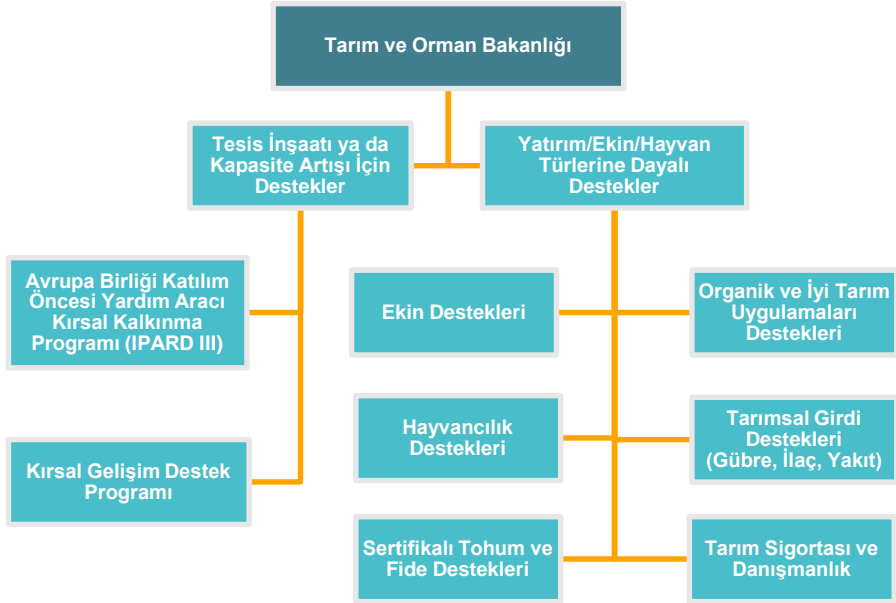 Tarım ve Orman Bakanlığı
Tesis İnşaatı ya da
Kapasite Artışı İçin
Destekler
Yatırım/Ekin/Hayvan
Türlerine Dayalı
Destekler
Avrupa Birliği Katılım
Öncesi Yardım Aracı
Kırsal Kalkınma
Programı (IPARD III)
Kırsal Gelişim Destek
Programı
Ekin Destekleri
Organik ve İyi Tarım
Uygulamaları
Destekleri
Hayvancılık
Destekleri
Tarımsal Girdi
Destekleri
(Gübre, İlaç, Yakıt)
Sertifikalı Tohum ve
Fide Destekleri
Tarım Sigortası ve
Danışmanlık